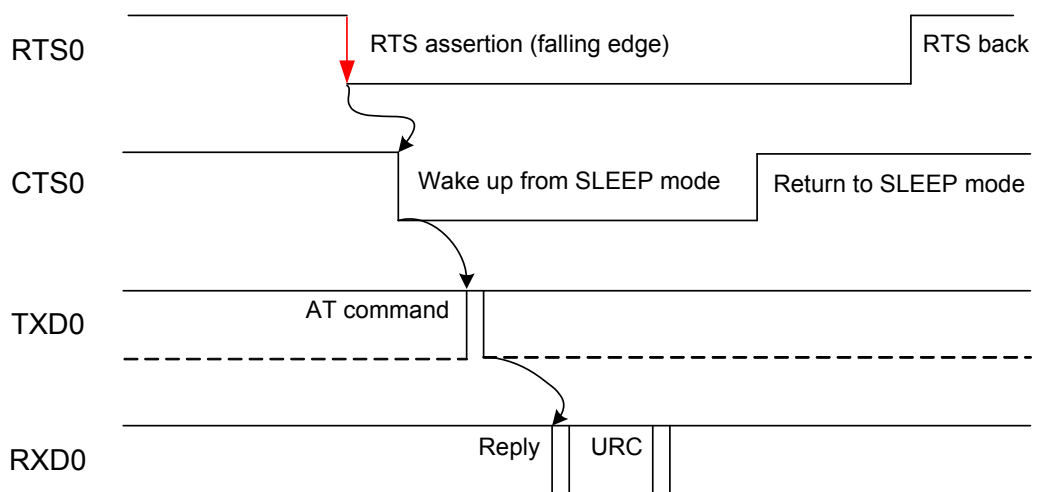 RTS0
RTS assertion (falling edge)
RTS back
CTS0
Wake up from SLEEP mode
Return to SLEEP mode
TXD0
AT command
RXD0
Reply
URC